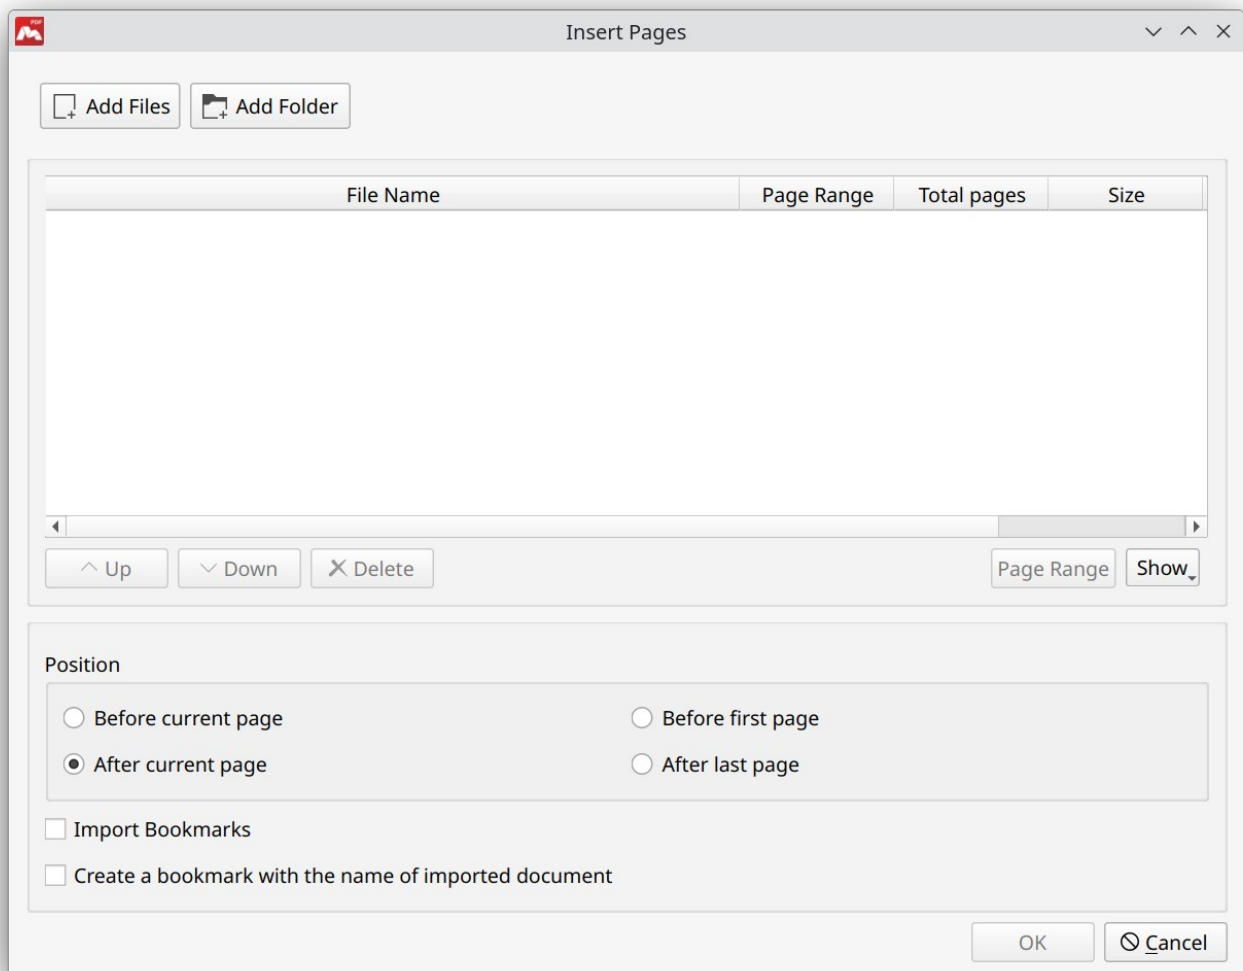 PDF
Insert Pages
Add Files Add Folder
File Name Page Range Total pages Size
Up Down Delete Page Range Show
Position
Before current page Before first page
After current page After last page
Import Bookmarks
Create a bookmark with the name of imported document
OK Cancel